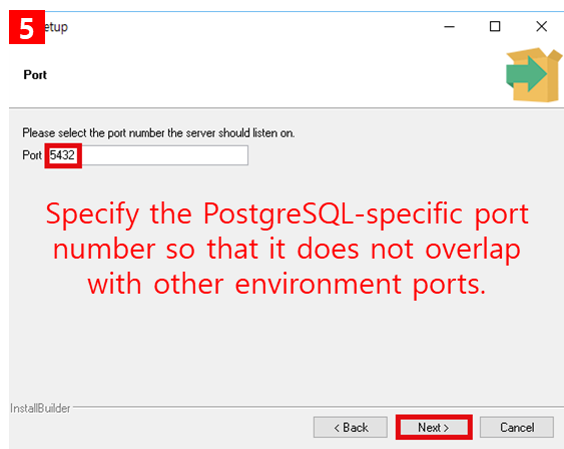 5 etup
Port
Please select the port number the server should listen on.
Port 5432
Specify the PostgreSQL-specific port
number so that it does not overlap
with other environment ports.
InstallBuilder
< Back Next > Cancel